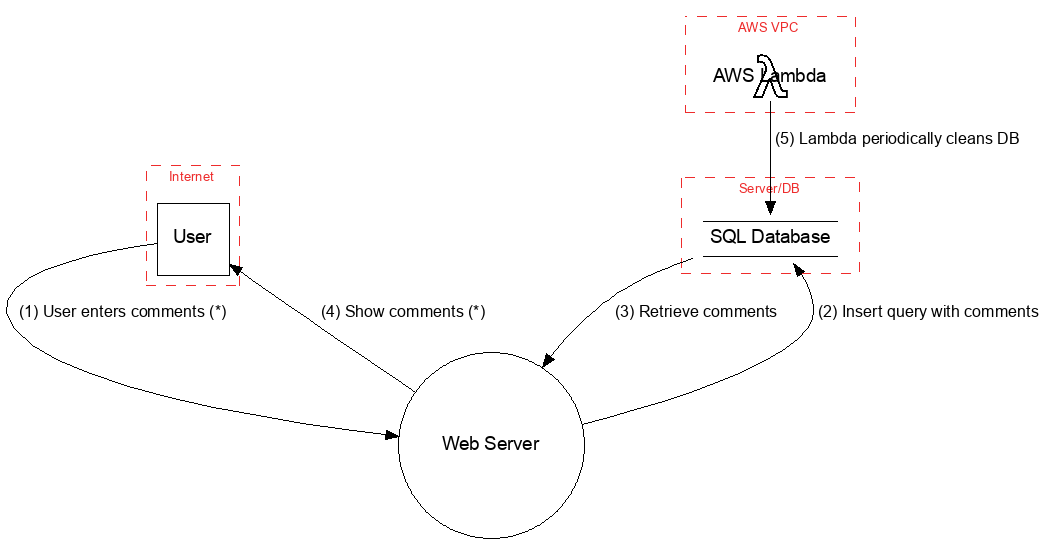 AWS VPC
AWS Lambda
(5) Lambda periodically cleans DB
Internet
Server/DB
User
SQL Database
(1) User enters comments (*)
(4) Show comments (*)
(3) Retrieve comments
(2) Insert query with comments
Web Server